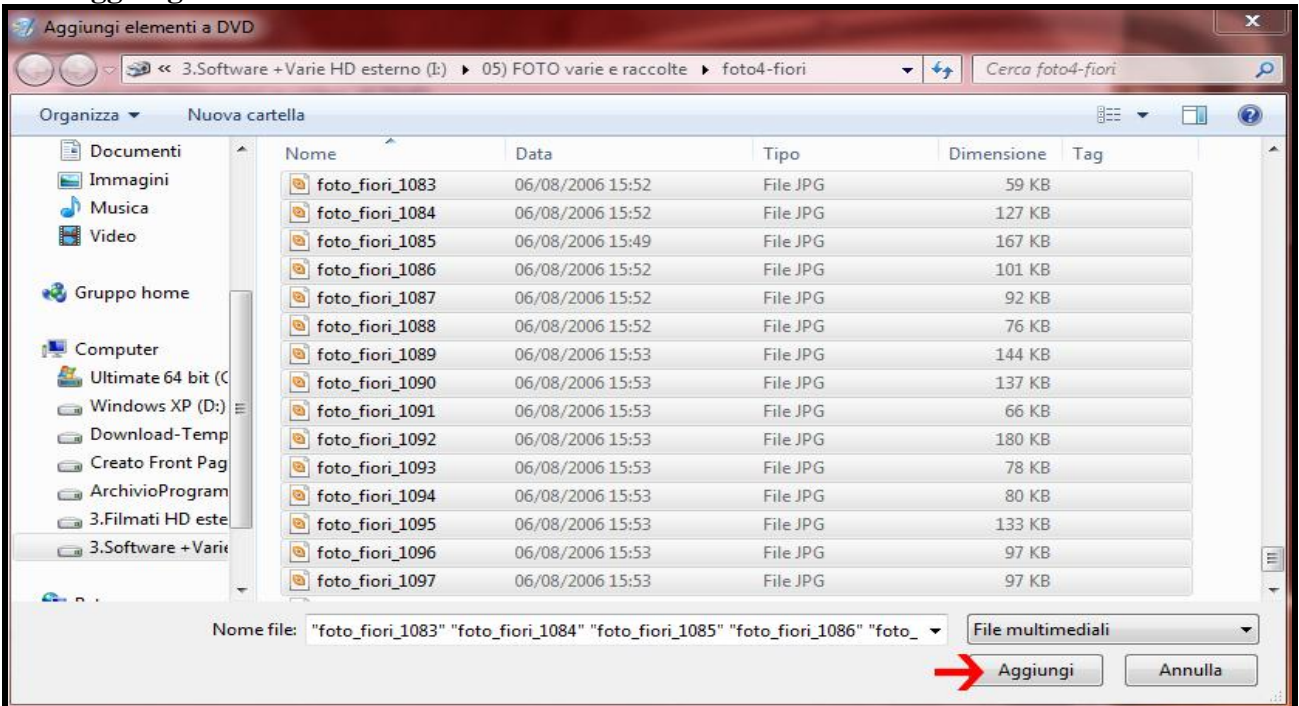 Aggiungi elementi a DVD
« 3.Software +Varie HD esterno (I:) ▸ 05) FOTO varie e raccolte ▸ foto4-fiori
Cerca foto4-fiori
Organizza
Nuova cartella
Documenti
Immagini
Musica
Video
Gruppo home
Computer
Ultimate 64 bit (C
Windows XP (D:)
Download-Temp
Creato Front Pag
ArchivioProgram
3.Filmati HD este
3.Software +Varie
Nome Data Tipo Dimensione Tag
foto_fiori_1083 06/08/2006 15:52 File JPG 59 KB
foto_fiori_1084 06/08/2006 15:52 File JPG 127 KB
foto_fiori_1085 06/08/2006 15:49 File JPG 167 KB
foto_fiori_1086 06/08/2006 15:52 File JPG 101 KB
foto_fiori_1087 06/08/2006 15:52 File JPG 92 KB
foto_fiori_1088 06/08/2006 15:52 File JPG 76 KB
foto_fiori_1089 06/08/2006 15:53 File JPG 144 KB
foto_fiori_1090 06/08/2006 15:53 File JPG 137 KB
foto_fiori_1091 06/08/2006 15:53 File JPG 66 KB
foto_fiori_1092 06/08/2006 15:53 File JPG 180 KB
foto_fiori_1093 06/08/2006 15:53 File JPG 78 KB
foto_fiori_1094 06/08/2006 15:53 File JPG 80 KB
foto_fiori_1095 06/08/2006 15:53 File JPG 133 KB
foto_fiori_1096 06/08/2006 15:53 File JPG 97 KB
foto_fiori_1097 06/08/2006 15:53 File JPG 97 KB
Nome file: "foto_fiori_1083" "foto_fiori_1084" "foto_fiori_1085" "foto_fiori_1086" "foto_
File multimediali
Aggiungi
Annulla